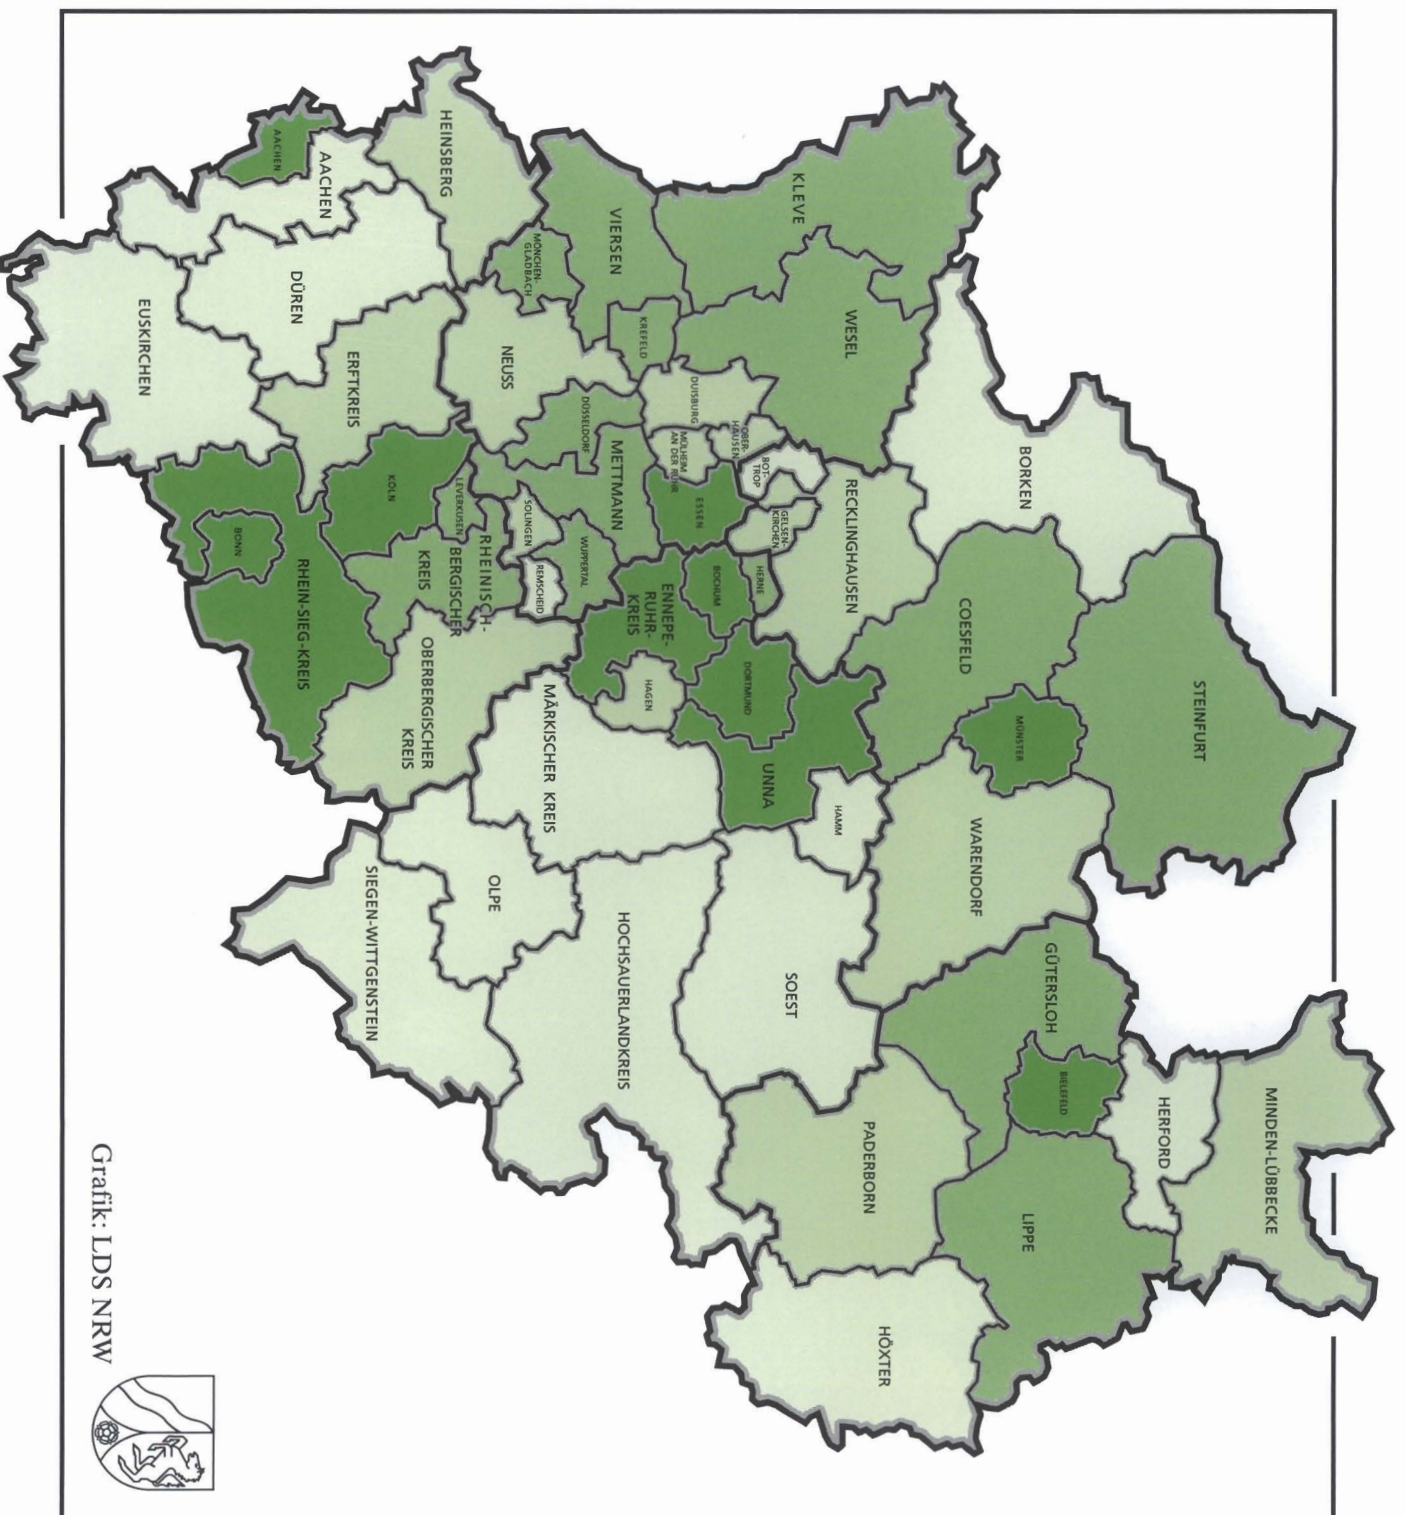 MINDEN-LÜBBECKE
STEINFURT
HERFORD
BIELEFELD
GÜTERSLOH
BORKEN
LIPPE
MÜNSTER
WARENDORF
COESFELD
HÖXTER
PADERBORN
KLEVE
WESEL
RECKLINGHAUSEN
HAMM
SOEST
BOT-
TROP
GELSEN-
KIRCHEN
UNNA
HERNE
OBER-
HAUSEN
DORTMUND
BOCHUM
DUISBURG
ESSEN
MÜLHEIM
AN DER RUHR
ENNEPE-
RUHR-
KREIS
HAGEN
KREFELD
VIERSEN
METTMANN
HOCHSAUERLANDKREIS
DÜSSELDORF
WUPPERTAL
MÖNCHEN-
GLADBACH
MÄRKISCHER KREIS
REMSCHEID
SOLINGEN
NEUSS
OLPE
RHEINISCH-
BERGISCHER
KREIS
LEVERKUSEN
HEINSBERG
OBERBERGISCHER
KREIS
KÖLN
SIEGEN-WITTGENSTEIN
ERFTKREIS
AACHEN
RHEIN-SIEG-KREIS
DÜREN
AACHEN
BONN
EUSKIRCHEN
Grafik: LDS NRW